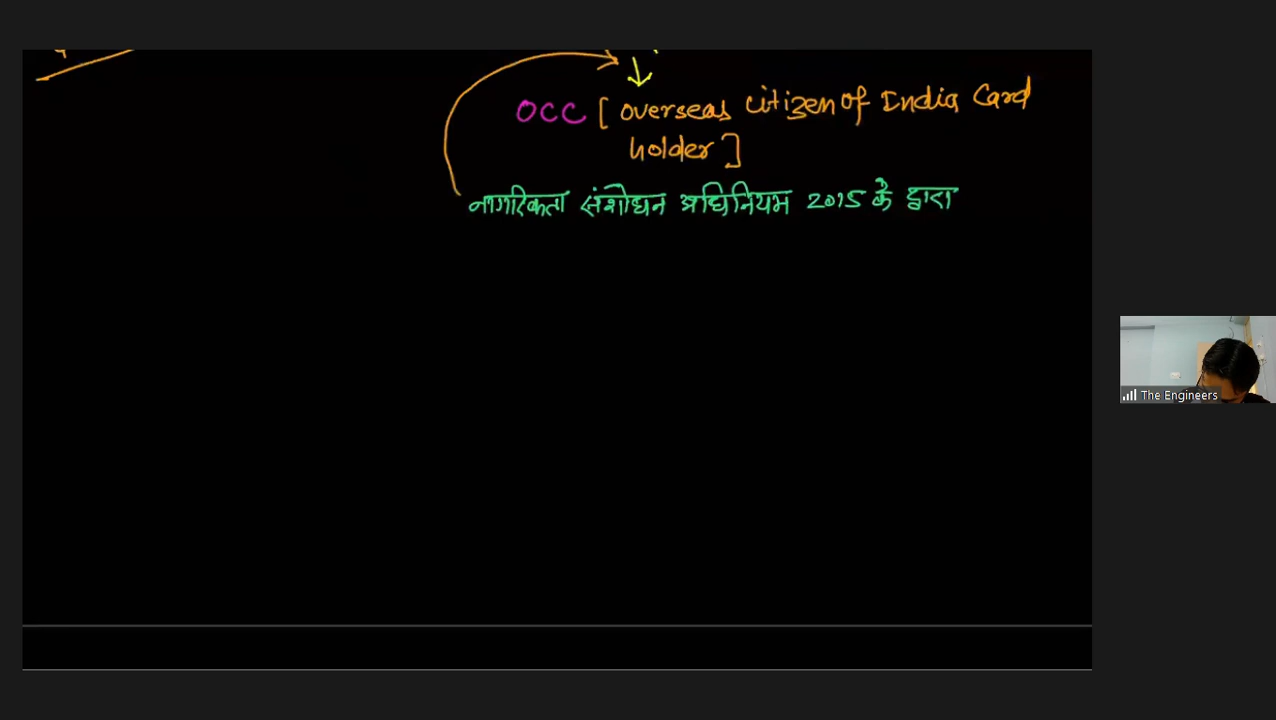 OCC [overseas citizen of India Card
holder]
नागरिकता संशोधन अधिनियम 2015 के द्वारा
The Engineers